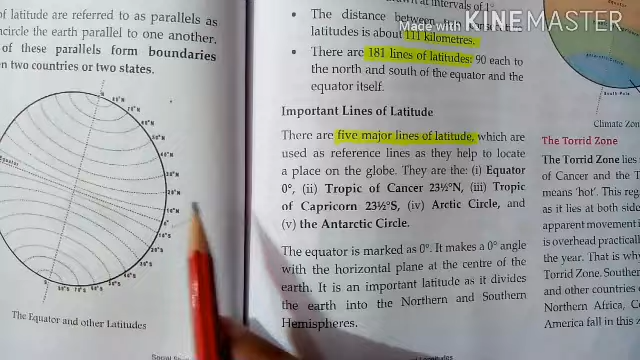 of latitude are referred to as parallels as
ncircle the earth parallel to one another.
of these parallels form boundaries
n two countries or two states.
Equator
The Equator and other Latitudes
Made with KINEMASTER
at intervals of 1°
• The distance between
latitudes is about 111 kilometres.
• There are 181 lines of latitudes: 90 each to
the north and south of the equator and the
equator itself.
Important Lines of Latitude
There are five major lines of latitude, which are
used as reference lines as they help to locate
a place on the globe. They are the: (i) Equator
0°, (ii) Tropic of Cancer 23½°N, (iii) Tropic
of Capricorn 23½°S, (iv) Arctic Circle, and
(v) the Antarctic Circle.
The equator is marked as 0°. It makes a 0° angle
with the horizontal plane at the centre of the
earth. It is an important latitude as it divides
the earth into the Northern and Southern
Hemispheres.
South Pole
Climate Zon
The Torrid Zone
The Torrid Zone lies
of Cancer and the T
means 'hot'. This reg
as it lies at both side
apparent movement i
is overhead practicall
the year. That is why
Torrid Zone. Souther
and other countries
Northern Africa, C
America fall in this z